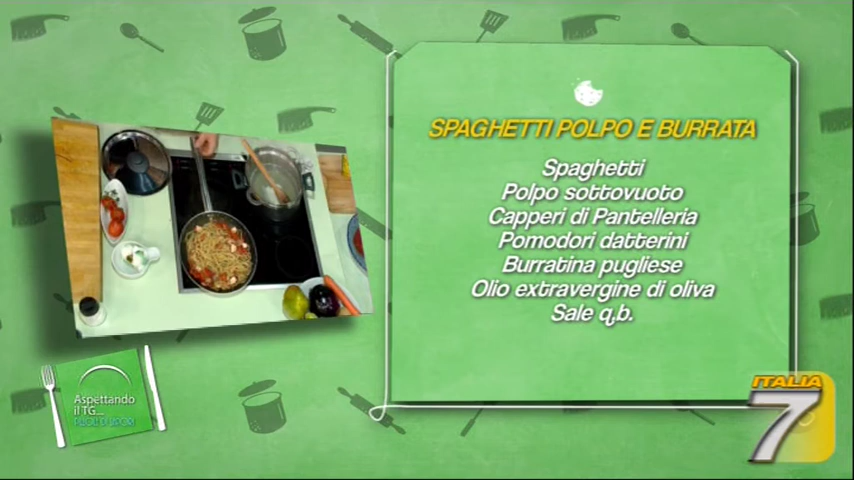 SPAGHETTI POLPO E BURRATA
Spaghetti
Polpo sottovuoto
Capperi di Pantelleria
Pomodori datterini
Burratina pugliese
Olio extravergine di oliva
Sale q.b.
Aspettando
il TG...
ITALIA
7